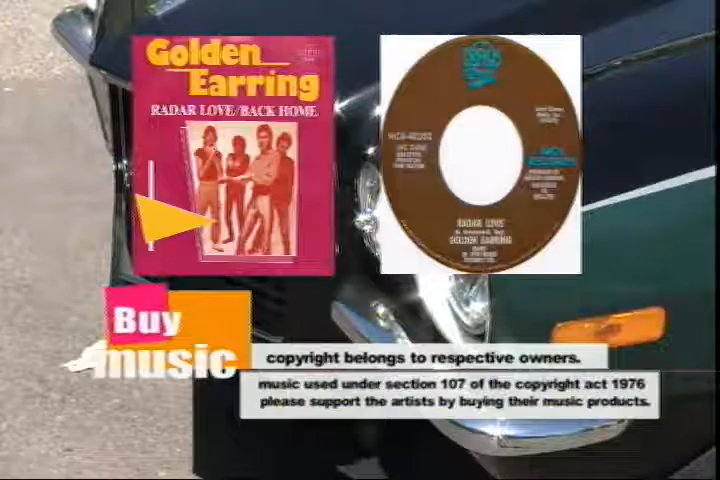 Golden
Earring
RADAR LOVE/BACK HOME
RADAR LOVE
GOLDEN EARRING
Buy
music
copyright belongs to respective owners.
music used under section 107 of the copyright act 1976
please support the artists by buying their music products.